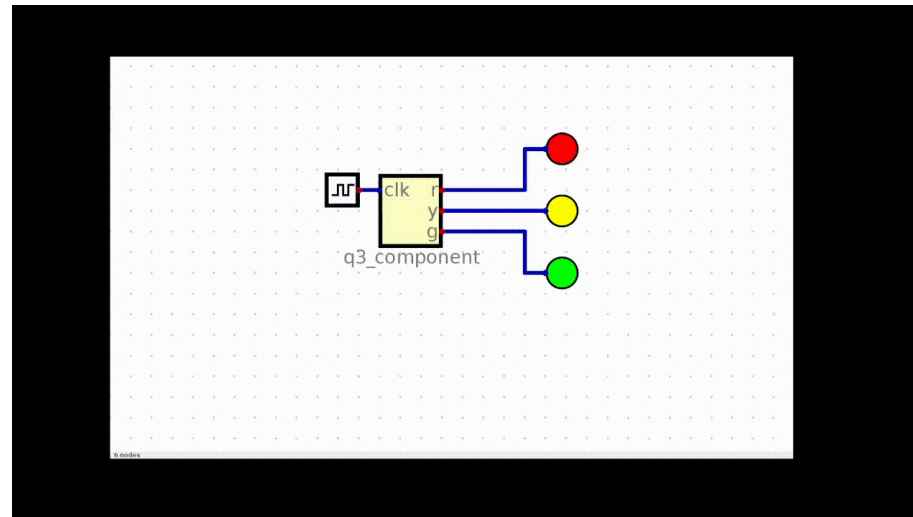 clk r
y
g
q3_component
6 nodes